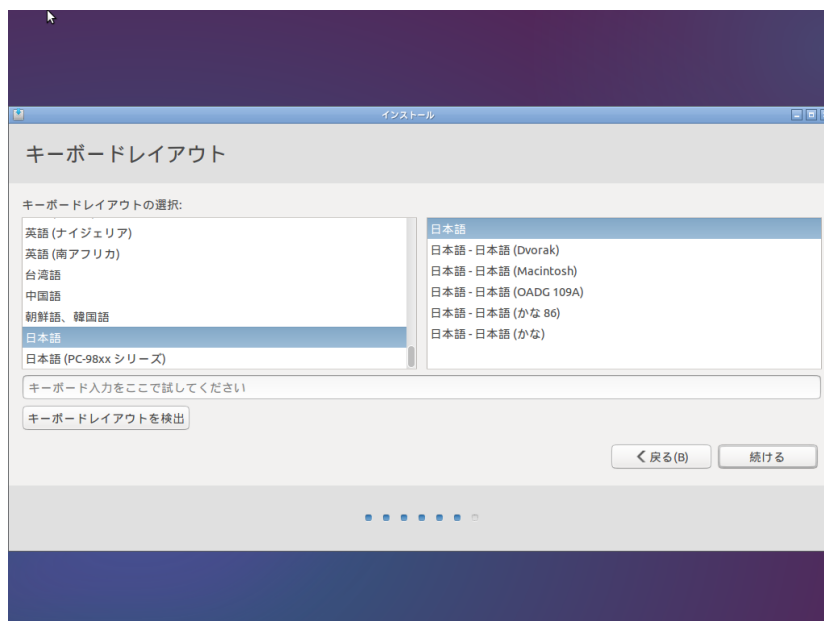 インストール
キーボードレイアウト
キーボードレイアウトの選択:
英語 (ナイジェリア)
英語 (南アフリカ)
台湾語
中国語
朝鮮語、韓国語
日本語
日本語 (PC-98xx シリーズ)
日本語
日本語 - 日本語 (Dvorak)
日本語 - 日本語 (Macintosh)
日本語 - 日本語 (OADG 109A)
日本語 - 日本語 (かな 86)
日本語 - 日本語 (かな)
キーボード入力をここで試してください
キーボードレイアウトを検出
戻る(B)
続ける